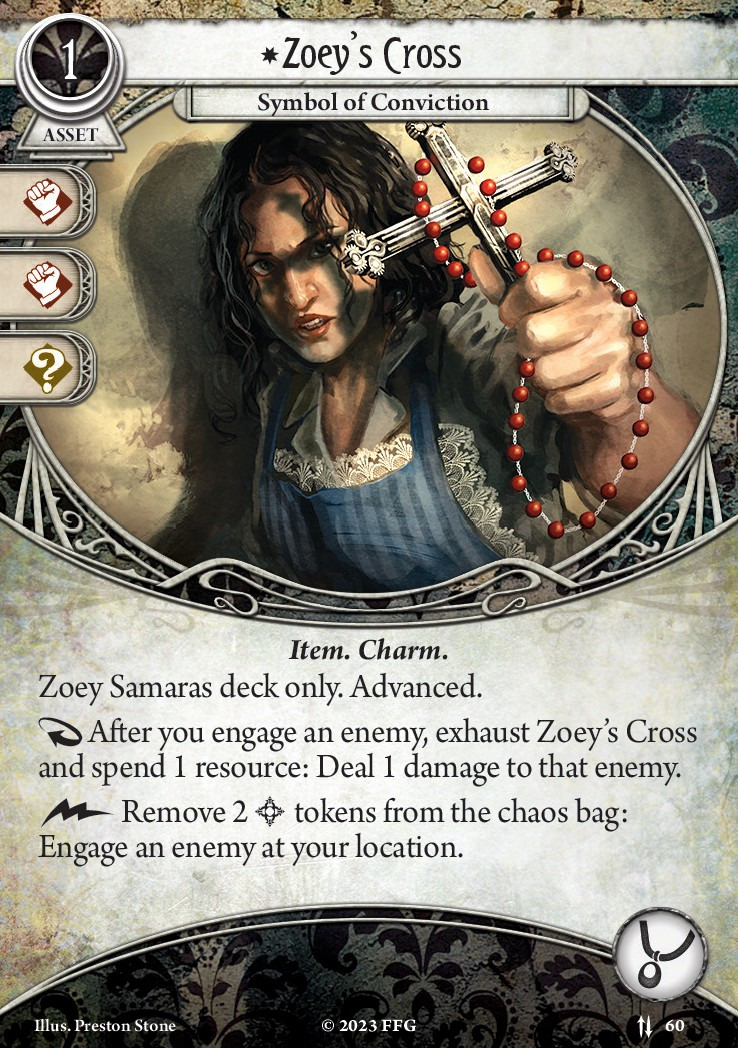 1
Zoey's Cross
Symbol of Conviction
ASSET
?
Item. Charm.
Zoey Samaras deck only. Advanced.
After you engage an enemy, exhaust Zoey's Cross
and spend 1 resource: Deal 1 damage to that enemy.
Remove 2 tokens from the chaos bag:
Engage an enemy at your location.
Illus. Preston Stone
© 2023 FFG
60